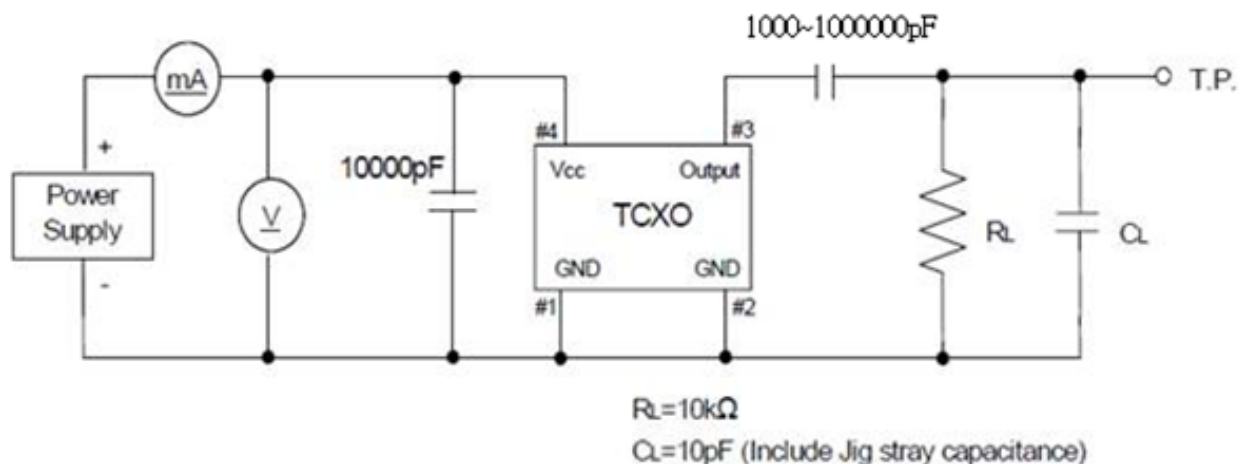 1000~1000000pF
mA
T.P.
+
#4
#3
10000pF
Vcc
Output
Power
Supply
V
TCXO
RL
CL
GND
GND
-
#1
#2
RL=10kΩ
CL=10pF (Include Jig stray capacitance)